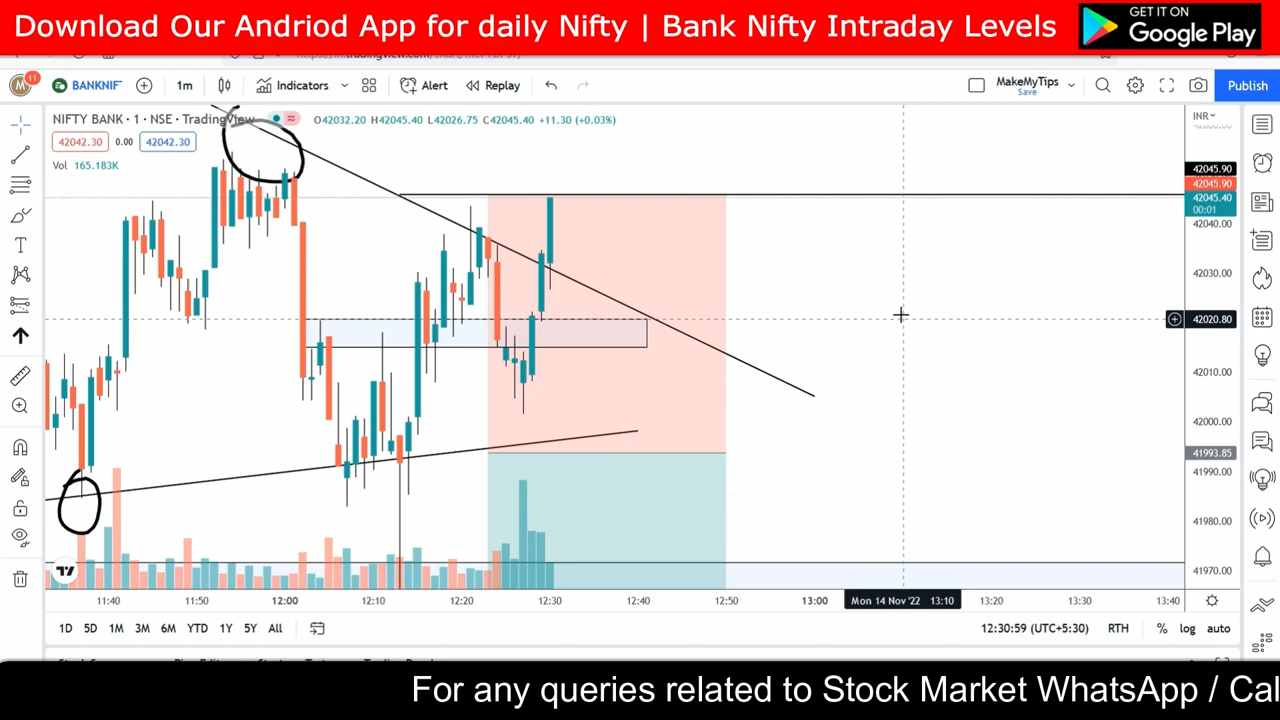 Download Our Andriod App for daily Nifty | Bank Nifty Intraday Levels
GET IT ON
Google Play
M 11
BANKNIF
1m
Indicators
Alert
Replay
MakeMyTips
Save
Publish
NIFTY BANK · 1 · NSE · TradingView
O42032.20 H42045.40 L42026.75 C42045.40 +11.30 (+0.03%)
INR
42042.30 0.00 42042.30
Vol 165.183K
42045.90
42045.90
42045.40
00:01
42040.00
42030.00
42020.80
42010.00
42000.00
41993.85
41990.00
41980.00
41970.00
11:40 11:50 12:00 12:10 12:20 12:30 12:40 12:50 13:00 Mon 14 Nov '22 13:10 13:20 13:30 13:40
1D 5D 1M 3M 6M YTD 1Y 5Y All
12:30:59 (UTC+5:30) RTH % log auto
For any queries related to Stock Market WhatsApp / Cal